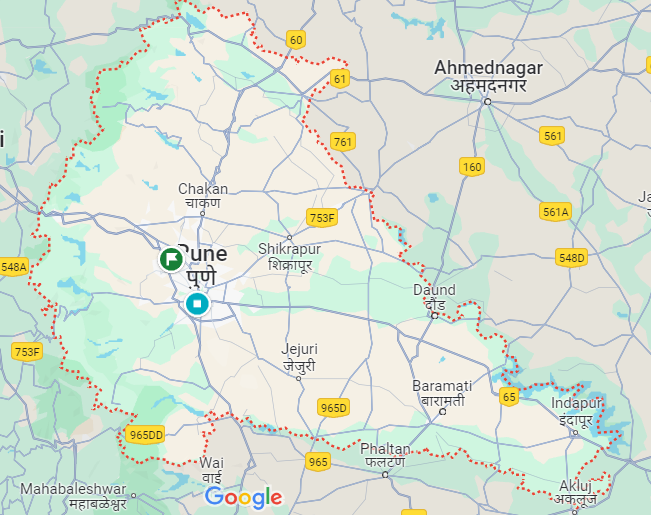 60
Ahmednagar
अहमदनगर
61
i
761
561
160
Chakan
चाकण
Ja
561A
753F
Pune
पुणे
Shikrapur
शिक्रापूर
548D
548A
Daund
दौंड
753F
Jejuri
जेजुरी
Baramati
बारामती
65
Indapur
इंदापूर
965D
965DD
Phaltan
फलटण
965
Wai
वाई
Akluj
अकलूज
Mahabaleshwar
महाबळेश्वर
Google